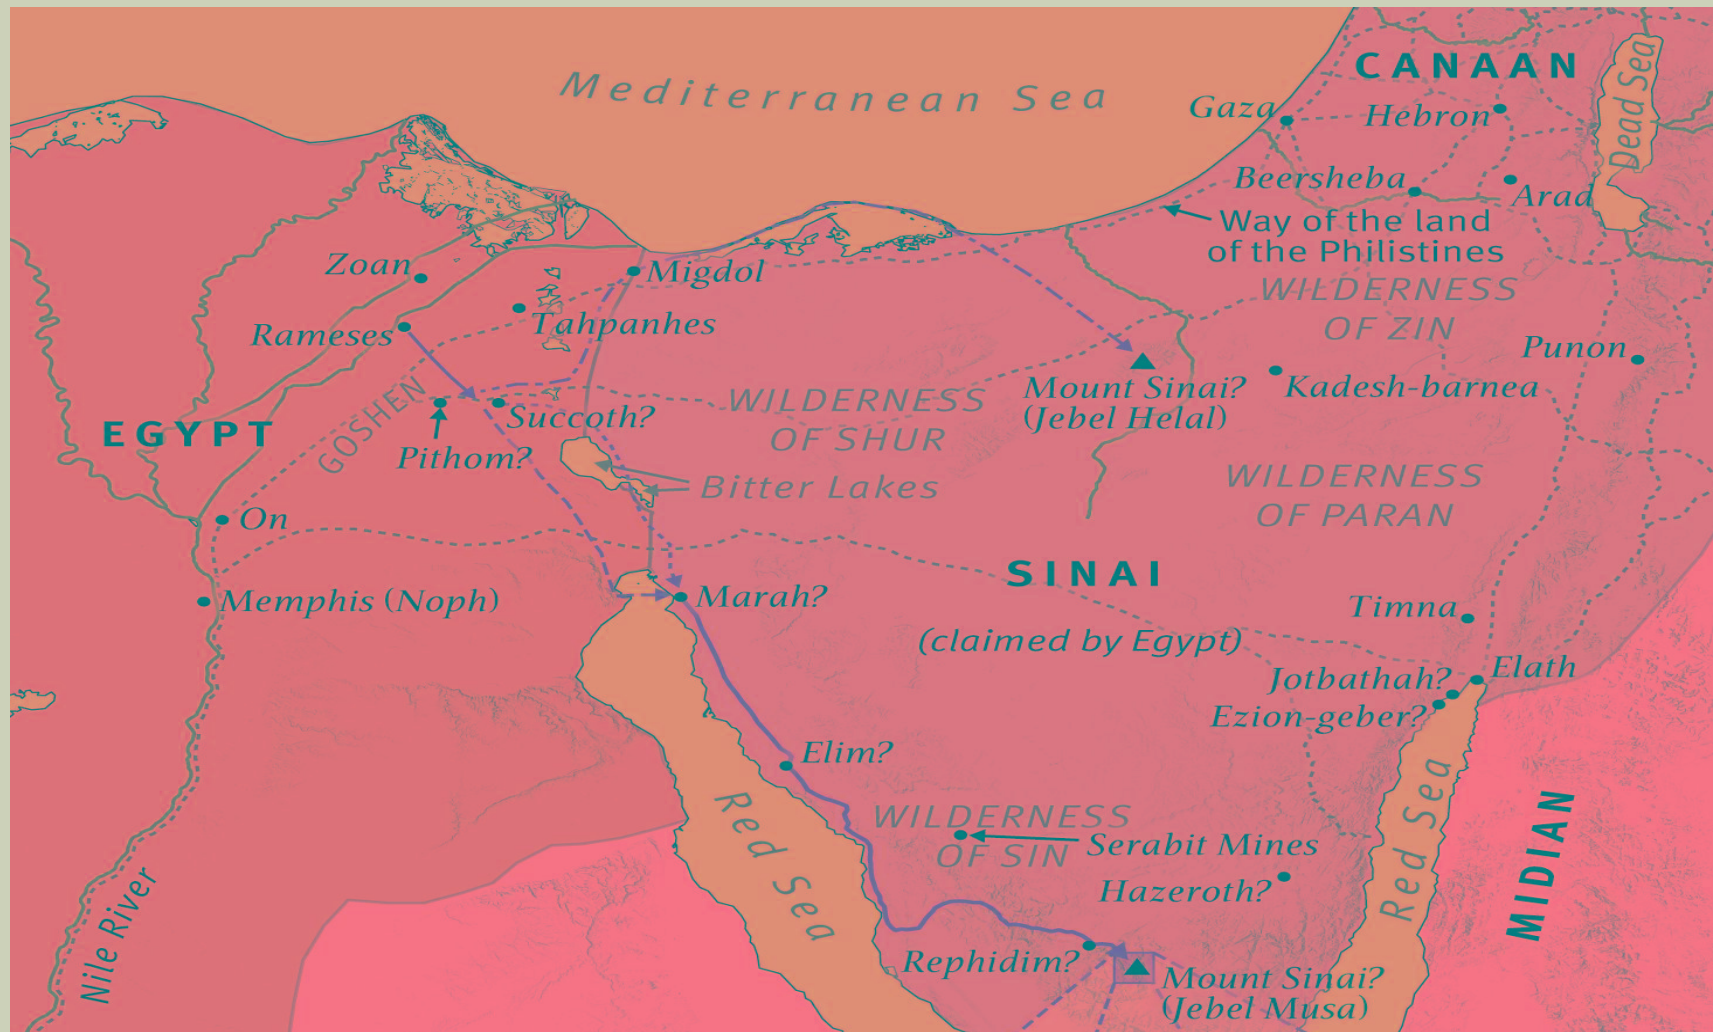 Mediterranean Sea
CANAAN
Dead Sea
Gaza
Hebron
Beersheba
Arad
Way of the land
of the Philistines
Zoan
Migdol
WILDERNESS
OF ZIN
Rameses
Tahpanhes
Punon
GOSHEN
WILDERNESS
OF SHUR
Mount Sinai?
(Jebel Helal)
Kadesh-barnea
EGYPT
Succoth?
Pithom?
Bitter Lakes
WILDERNESS
OF PARAN
On
SINAI
(claimed by Egypt)
Memphis (Noph)
Marah?
Timna
Elath
Jotbathah?
Ezion-geber?
Elim?
Red Sea
Red Sea
MIDIAN
WILDERNESS
OF SIN
Serabit Mines
Hazeroth?
Nile River
Rephidim?
Mount Sinai?
(Jebel Musa)